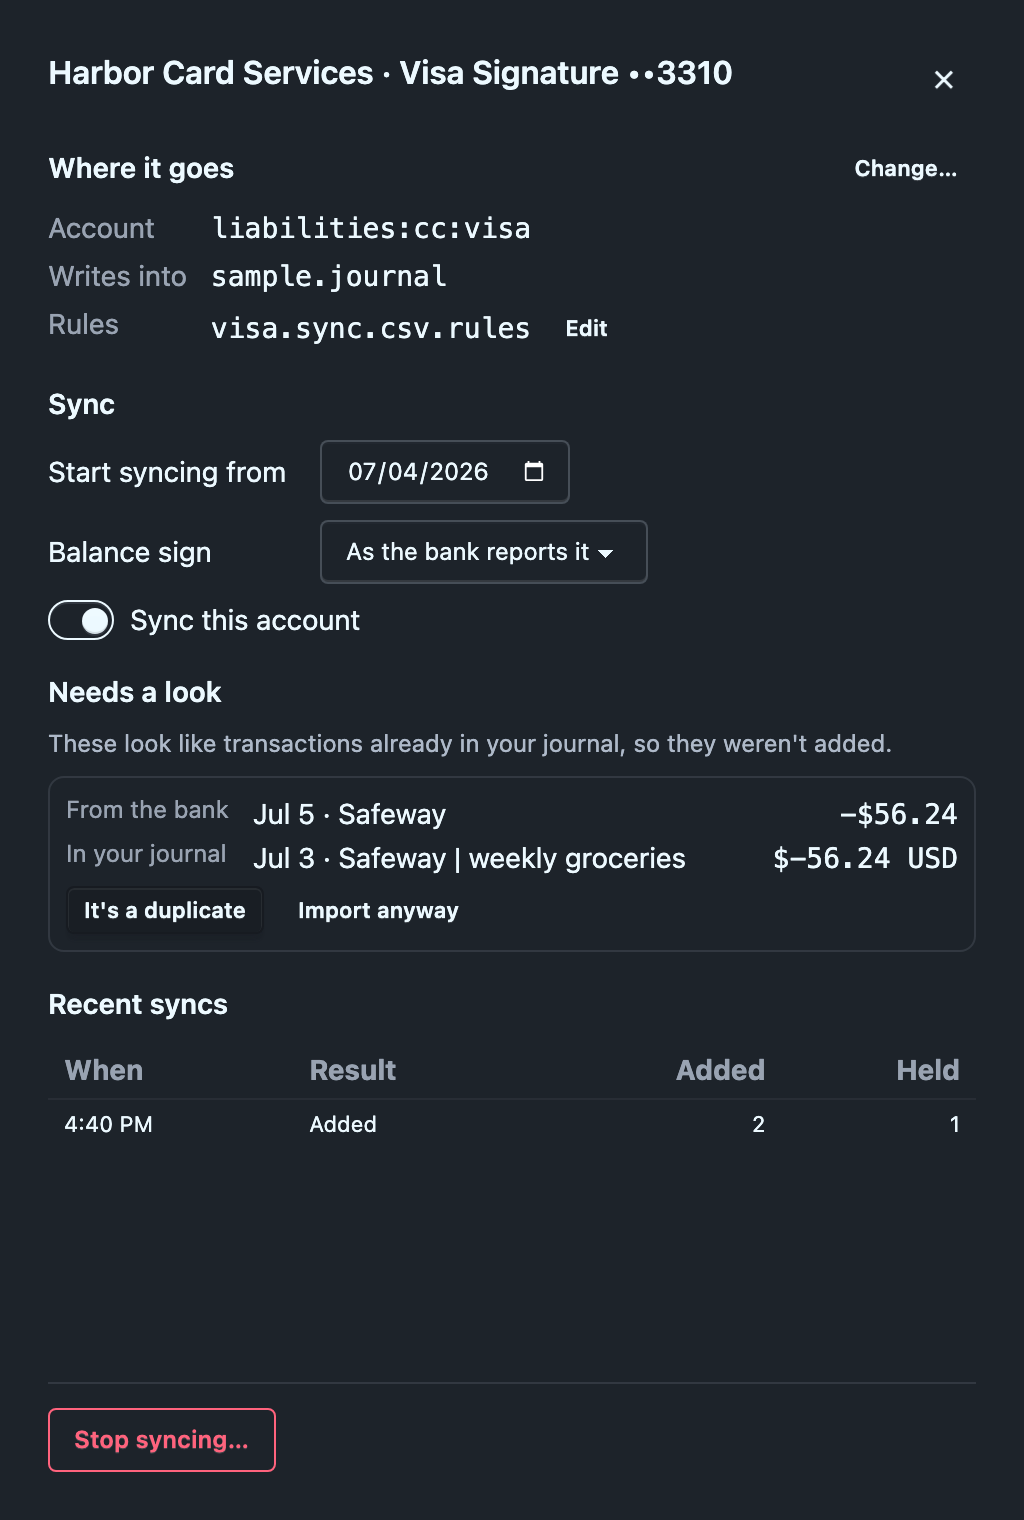 Harbor Card Services · Visa Signature ••3310
×
Where it goes
Change...
Account liabilities:cc:visa
Writes into sample.journal
Rules visa.sync.csv.rules Edit
Sync
Start syncing from 07/04/2026
Balance sign As the bank reports it
Sync this account
Needs a look
These look like transactions already in your journal, so they weren't added.
From the bank Jul 5 · Safeway −$56.24
In your journal Jul 3 · Safeway | weekly groceries $−56.24 USD
It's a duplicate Import anyway
Recent syncs
When Result Added Held
4:40 PM Added 2 1
Stop syncing...